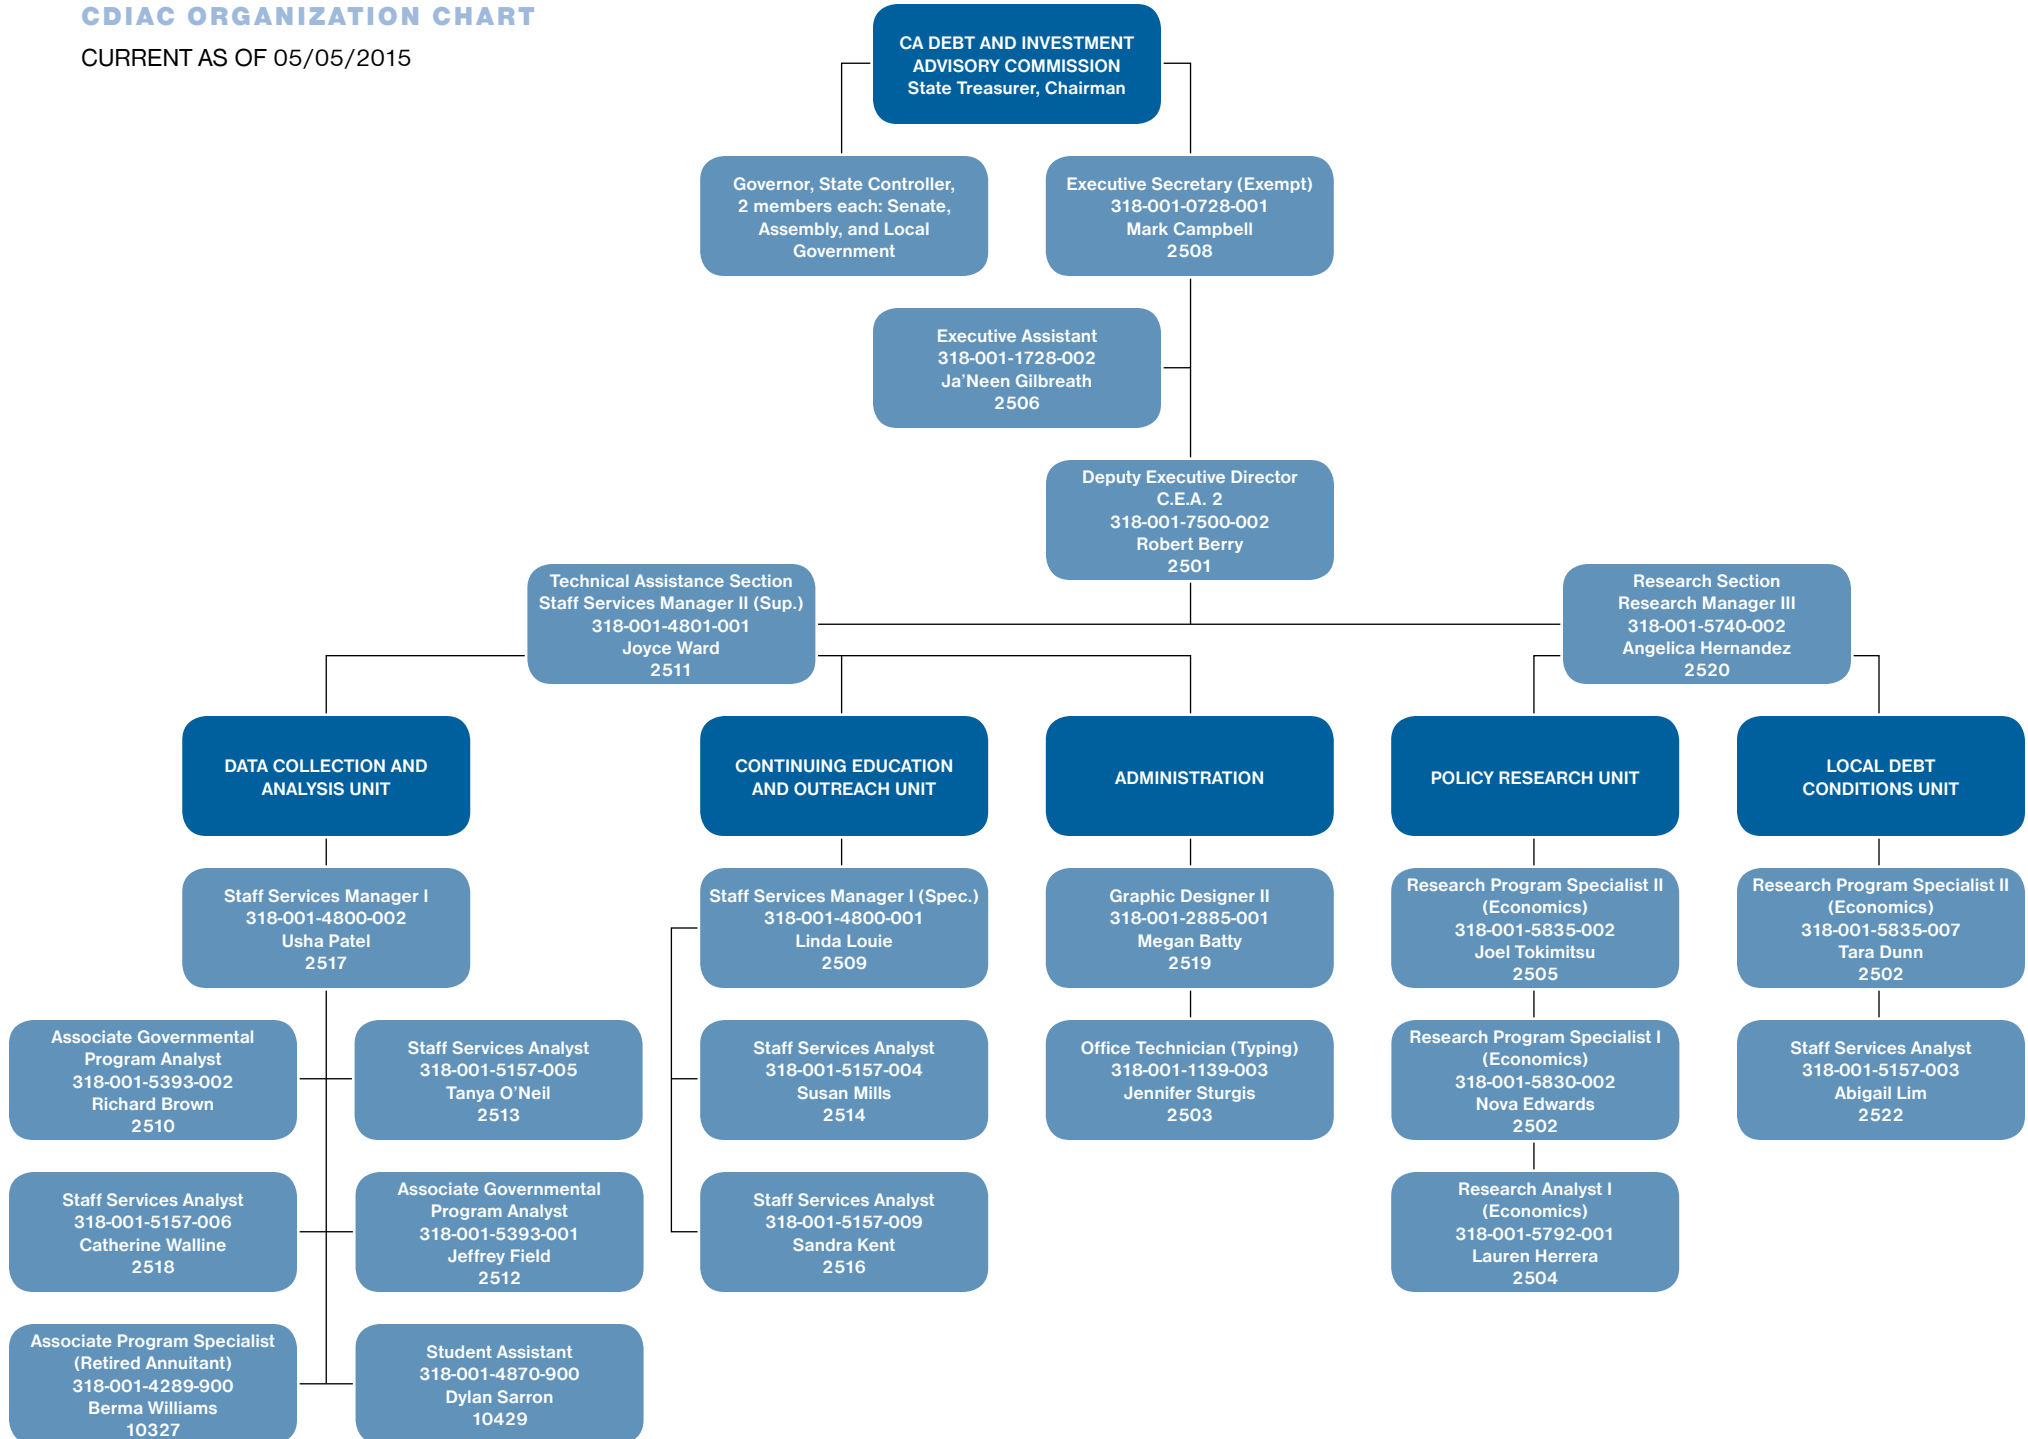 CDIAC ORGANIZATION CHART
CURRENT AS OF 05/05/2015
CA DEBT AND INVESTMENT
ADVISORY COMMISSION
State Treasurer, Chairman
Governor, State Controller,
2 members each: Senate,
Assembly, and Local
Government
Executive Secretary (Exempt)
318-001-0728-001
Mark Campbell
2508
Executive Assistant
318-001-1728-002
Ja’Neen Gilbreath
2506
Deputy Executive Director
C.E.A. 2
318-001-7500-002
Robert Berry
2501
Technical Assistance Section
Staff Services Manager II (Sup.)
318-001-4801-001
Joyce Ward
2511
Research Section
Research Manager III
318-001-5740-002
Angelica Hernandez
2520
DATA COLLECTION AND
ANALYSIS UNIT
CONTINUING EDUCATION
AND OUTREACH UNIT
ADMINISTRATION
POLICY RESEARCH UNIT
LOCAL DEBT
CONDITIONS UNIT
Staff Services Manager I
318-001-4800-002
Usha Patel
2517
Staff Services Manager I (Spec.)
318-001-4800-001
Linda Louie
2509
Graphic Designer II
318-001-2885-001
Megan Batty
2519
Research Program Specialist II
(Economics)
318-001-5835-002
Joel Tokimitsu
2505
Research Program Specialist II
(Economics)
318-001-5835-007
Tara Dunn
2502
Associate Governmental
Program Analyst
318-001-5393-002
Richard Brown
2510
Staff Services Analyst
318-001-5157-005
Tanya O’Neil
2513
Staff Services Analyst
318-001-5157-004
Susan Mills
2514
Office Technician (Typing)
318-001-1139-003
Jennifer Sturgis
2503
Research Program Specialist I
(Economics)
318-001-5830-002
Nova Edwards
2502
Staff Services Analyst
318-001-5157-003
Abigail Lim
2522
Staff Services Analyst
318-001-5157-006
Catherine Walline
2518
Associate Governmental
Program Analyst
318-001-5393-001
Jeffrey Field
2512
Staff Services Analyst
318-001-5157-009
Sandra Kent
2516
Research Analyst I
(Economics)
318-001-5792-001
Lauren Herrera
2504
Associate Program Specialist
(Retired Annuitant)
318-001-4289-900
Berma Williams
10327
Student Assistant
318-001-4870-900
Dylan Sarron
10429